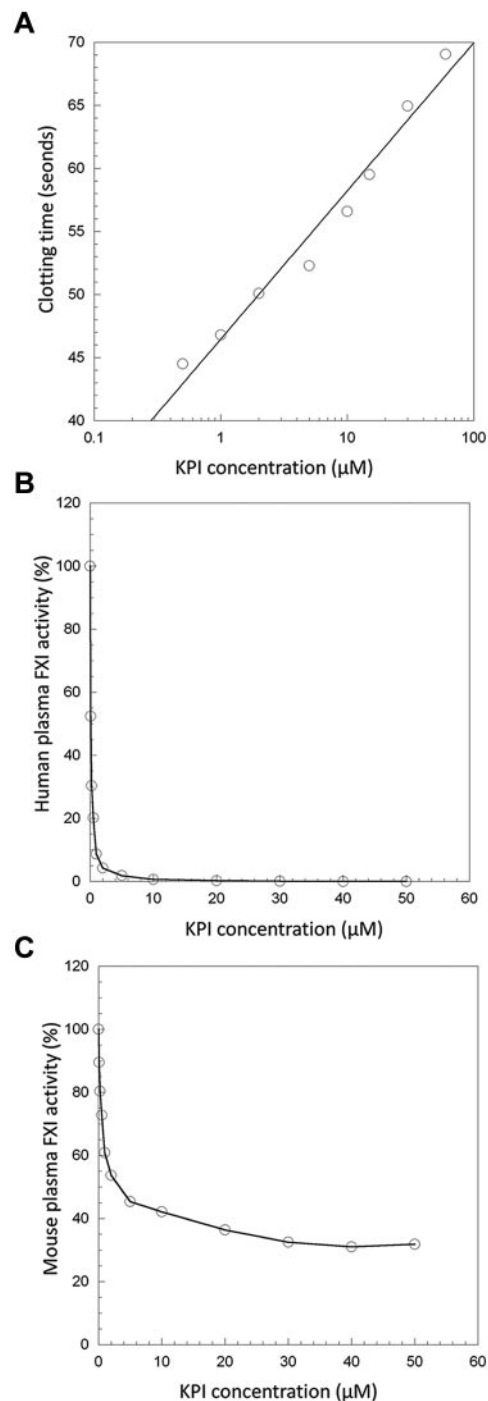 A
70
65
60
55
50
45
40
Clotting time (seonds)
0.1 1 10 100
KPI concentration (μM)
B
120
100
80
60
40
20
0
Human plasma FXI activity (%)
0 10 20 30 40 50 60
KPI concentration (μM)
C
120
100
80
60
40
20
0
Mouse plasma FXI activity (%)
0 10 20 30 40 50 60
KPI concentration (μM)